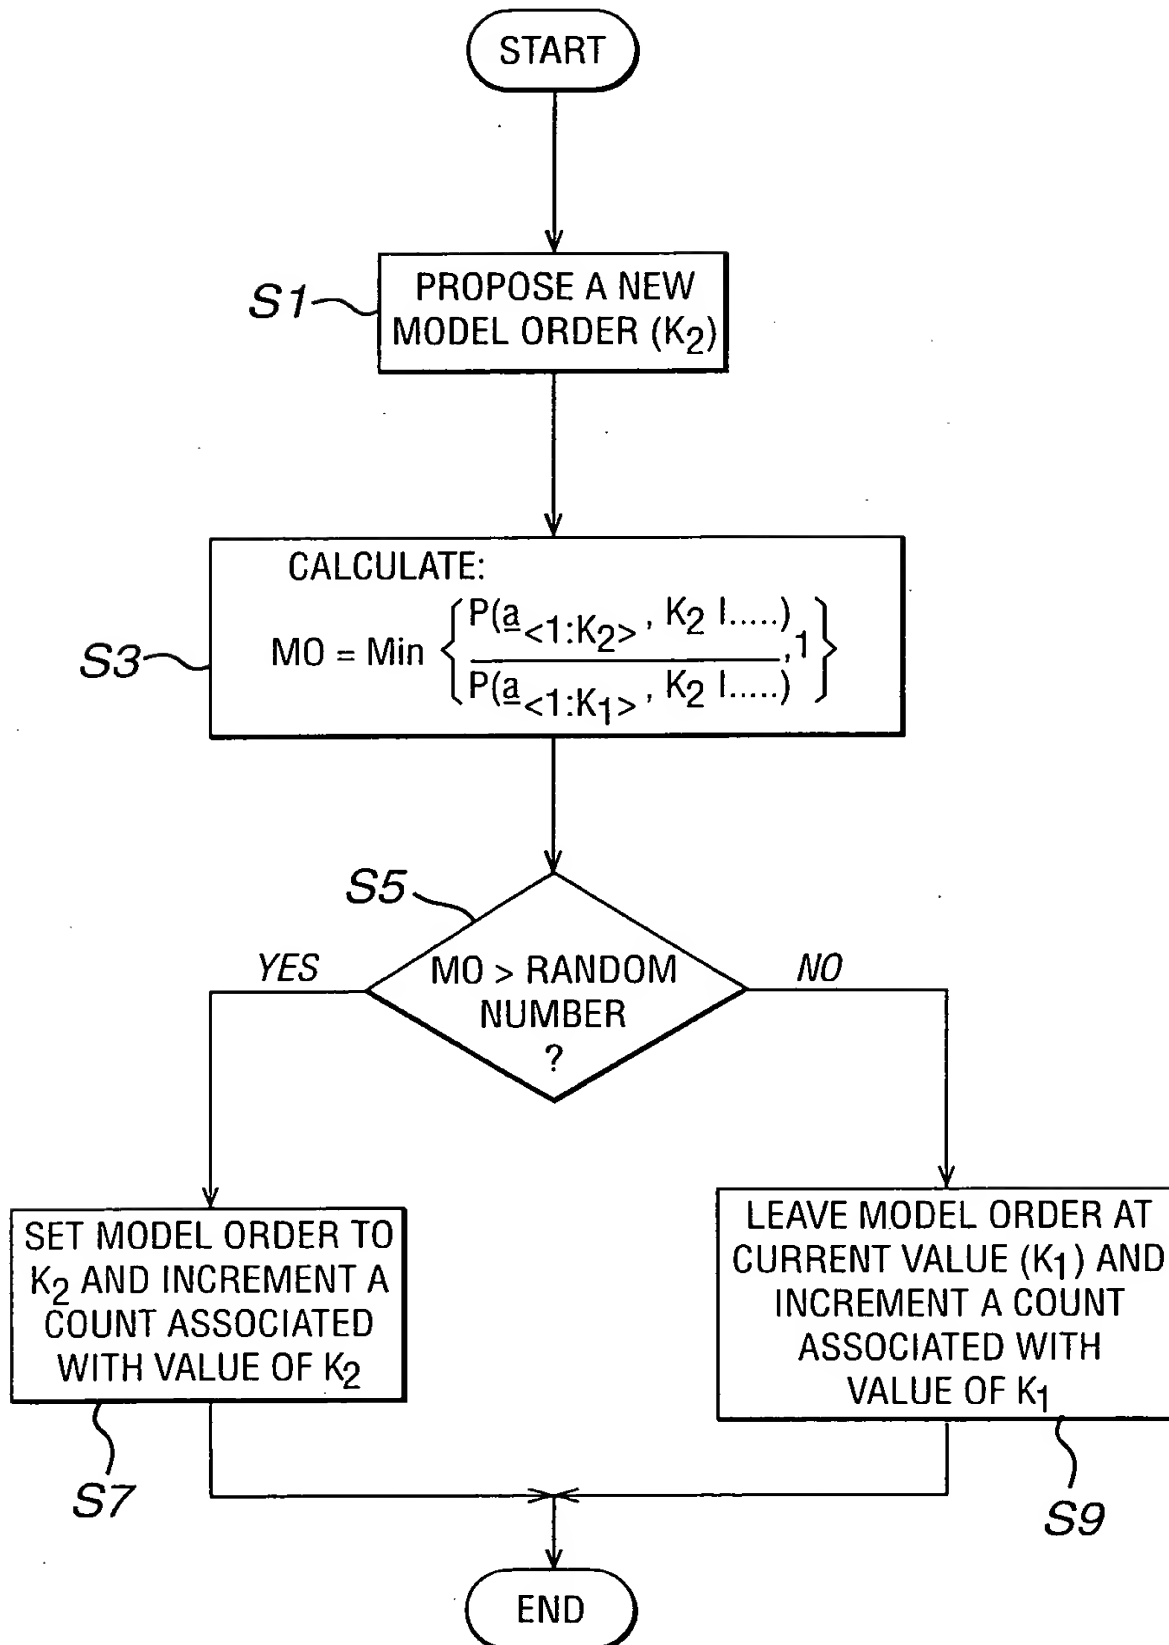 START
S1
PROPOSE A NEW
MODEL ORDER (K2)
S3
CALCULATE:
MO = Min { P(a<1:K2> , K2 I.....) / P(a<1:K1> , K2 I.....) ,1 }
S5
YES
MO > RANDOM
NUMBER
?
NO
SET MODEL ORDER TO
K2 AND INCREMENT A
COUNT ASSOCIATED
WITH VALUE OF K2
S7
LEAVE MODEL ORDER AT
CURRENT VALUE (K1) AND
INCREMENT A COUNT
ASSOCIATED WITH
VALUE OF K1
S9
END